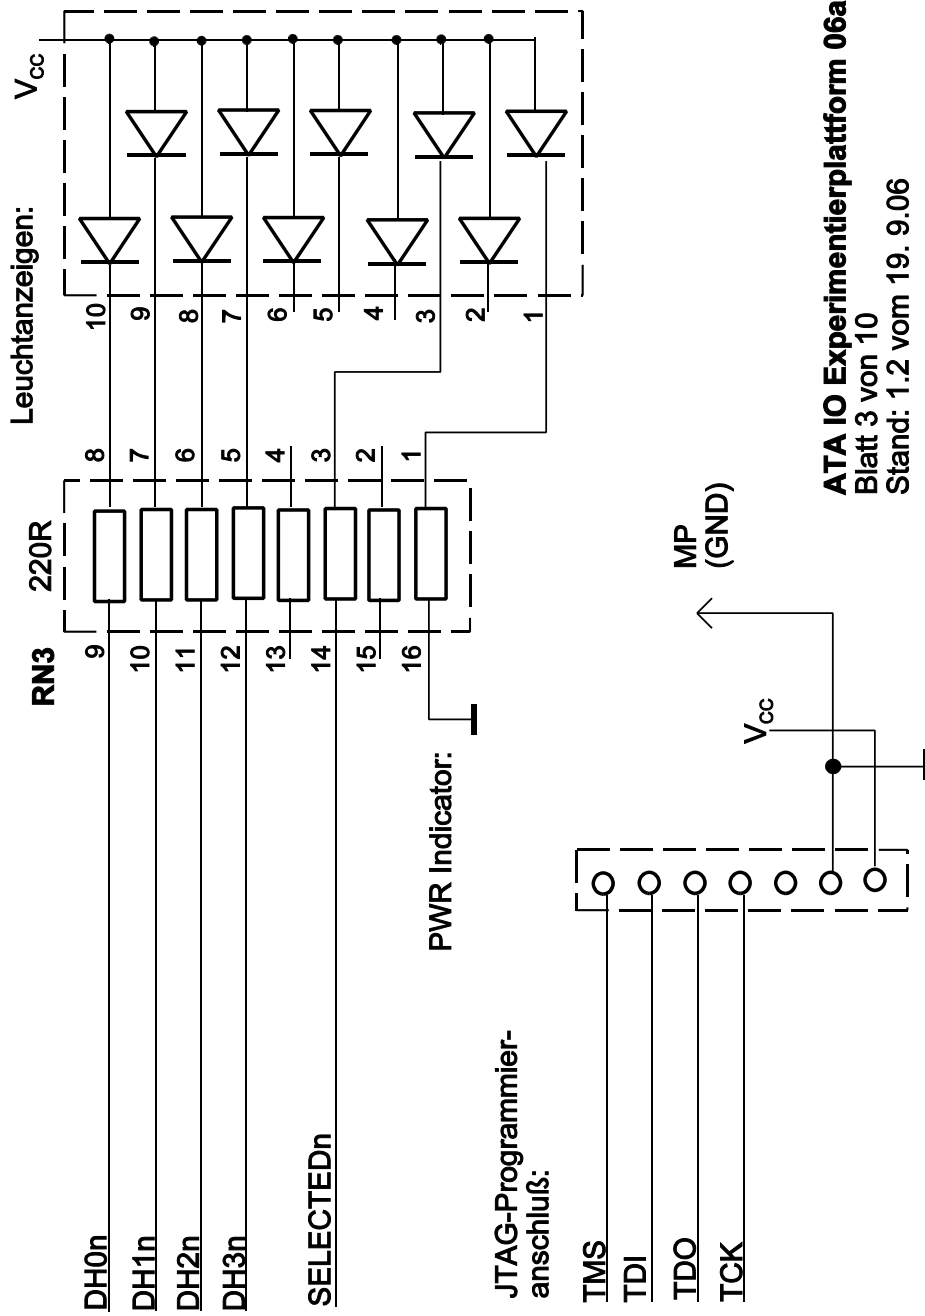 Leuchtanzeigen:
V_CC
RN3
220R
DH0n
9
8
10
DH1n
10
7
9
DH2n
11
6
8
DH3n
12
5
7
13
4
6
5
SELECTEDn
14
3
4
15
2
3
16
1
2
1
PWR Indicator:
JTAG-Programmier-
anschluß:
TMS
TDI
TDO
TCK
V_CC
MP
(GND)
ATA IO Experimentierplattform 06a
Blatt 3 von 10
Stand: 1.2 vom 19. 9.06